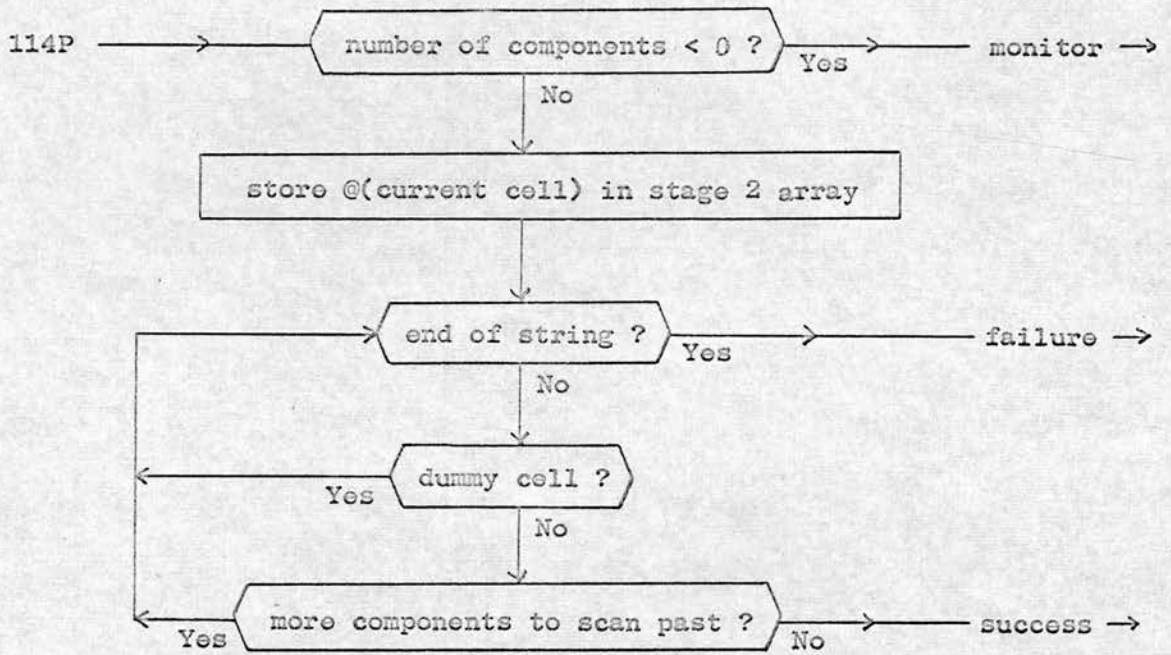 114P number of components < 0 ? Yes monitor
No
store @(current cell) in stage 2 array
end of string ? Yes failure
No
Yes dummy cell ?
No
Yes more components to scan past ? No success